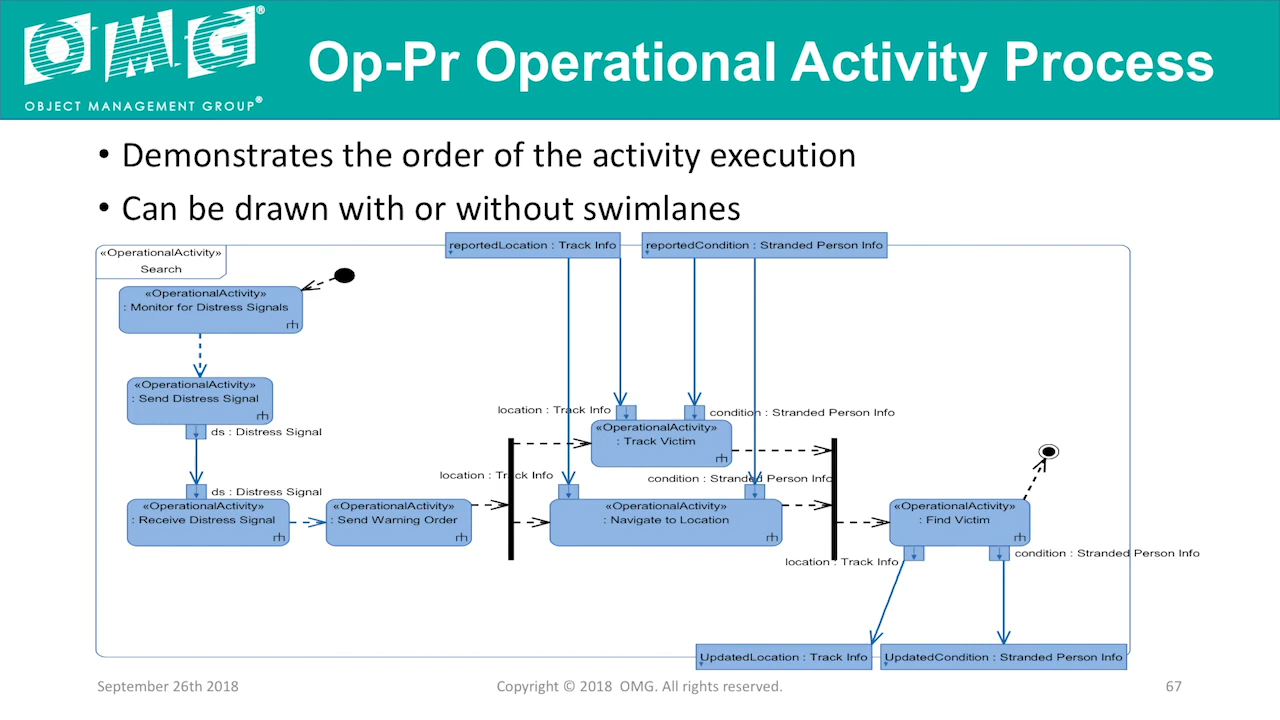 OMG®
OBJECT MANAGEMENT GROUP®
Op-Pr Operational Activity Process
• Demonstrates the order of the activity execution
• Can be drawn with or without swimlanes
reportedLocation : Track Info
reportedCondition : Stranded Person Info
«OperationalActivity»
Search
«OperationalActivity»
: Monitor for Distress Signals
«OperationalActivity»
: Send Distress Signal
ds : Distress Signal
location : Track Info
condition : Stranded Person Info
«OperationalActivity»
: Track Victim
location : Track Info
condition : Stranded Person Info
ds : Distress Signal
«OperationalActivity»
: Receive Distress Signal
«OperationalActivity»
: Send Warning Order
«OperationalActivity»
: Navigate to Location
«OperationalActivity»
: Find Victim
location : Track Info
condition : Stranded Person Info
UpdatedLocation : Track Info
UpdatedCondition : Stranded Person Info
September 26th 2018
Copyright © 2018 OMG. All rights reserved.
67